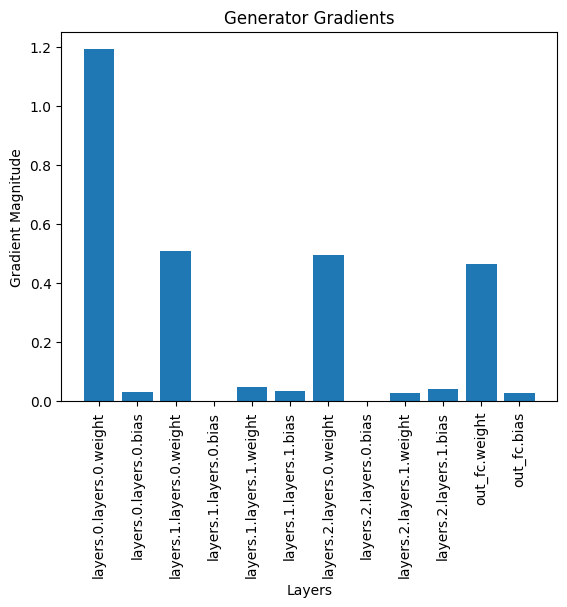 Generator Gradients
Gradient Magnitude
1.2
1.0
0.8
0.6
0.4
0.2
0.0
layers.0.layers.0.weight
layers.0.layers.0.bias
layers.1.layers.0.weight
layers.1.layers.0.bias
layers.1.layers.1.weight
layers.1.layers.1.bias
layers.2.layers.0.weight
layers.2.layers.0.bias
layers.2.layers.1.weight
layers.2.layers.1.bias
out_fc.weight
out_fc.bias
Layers